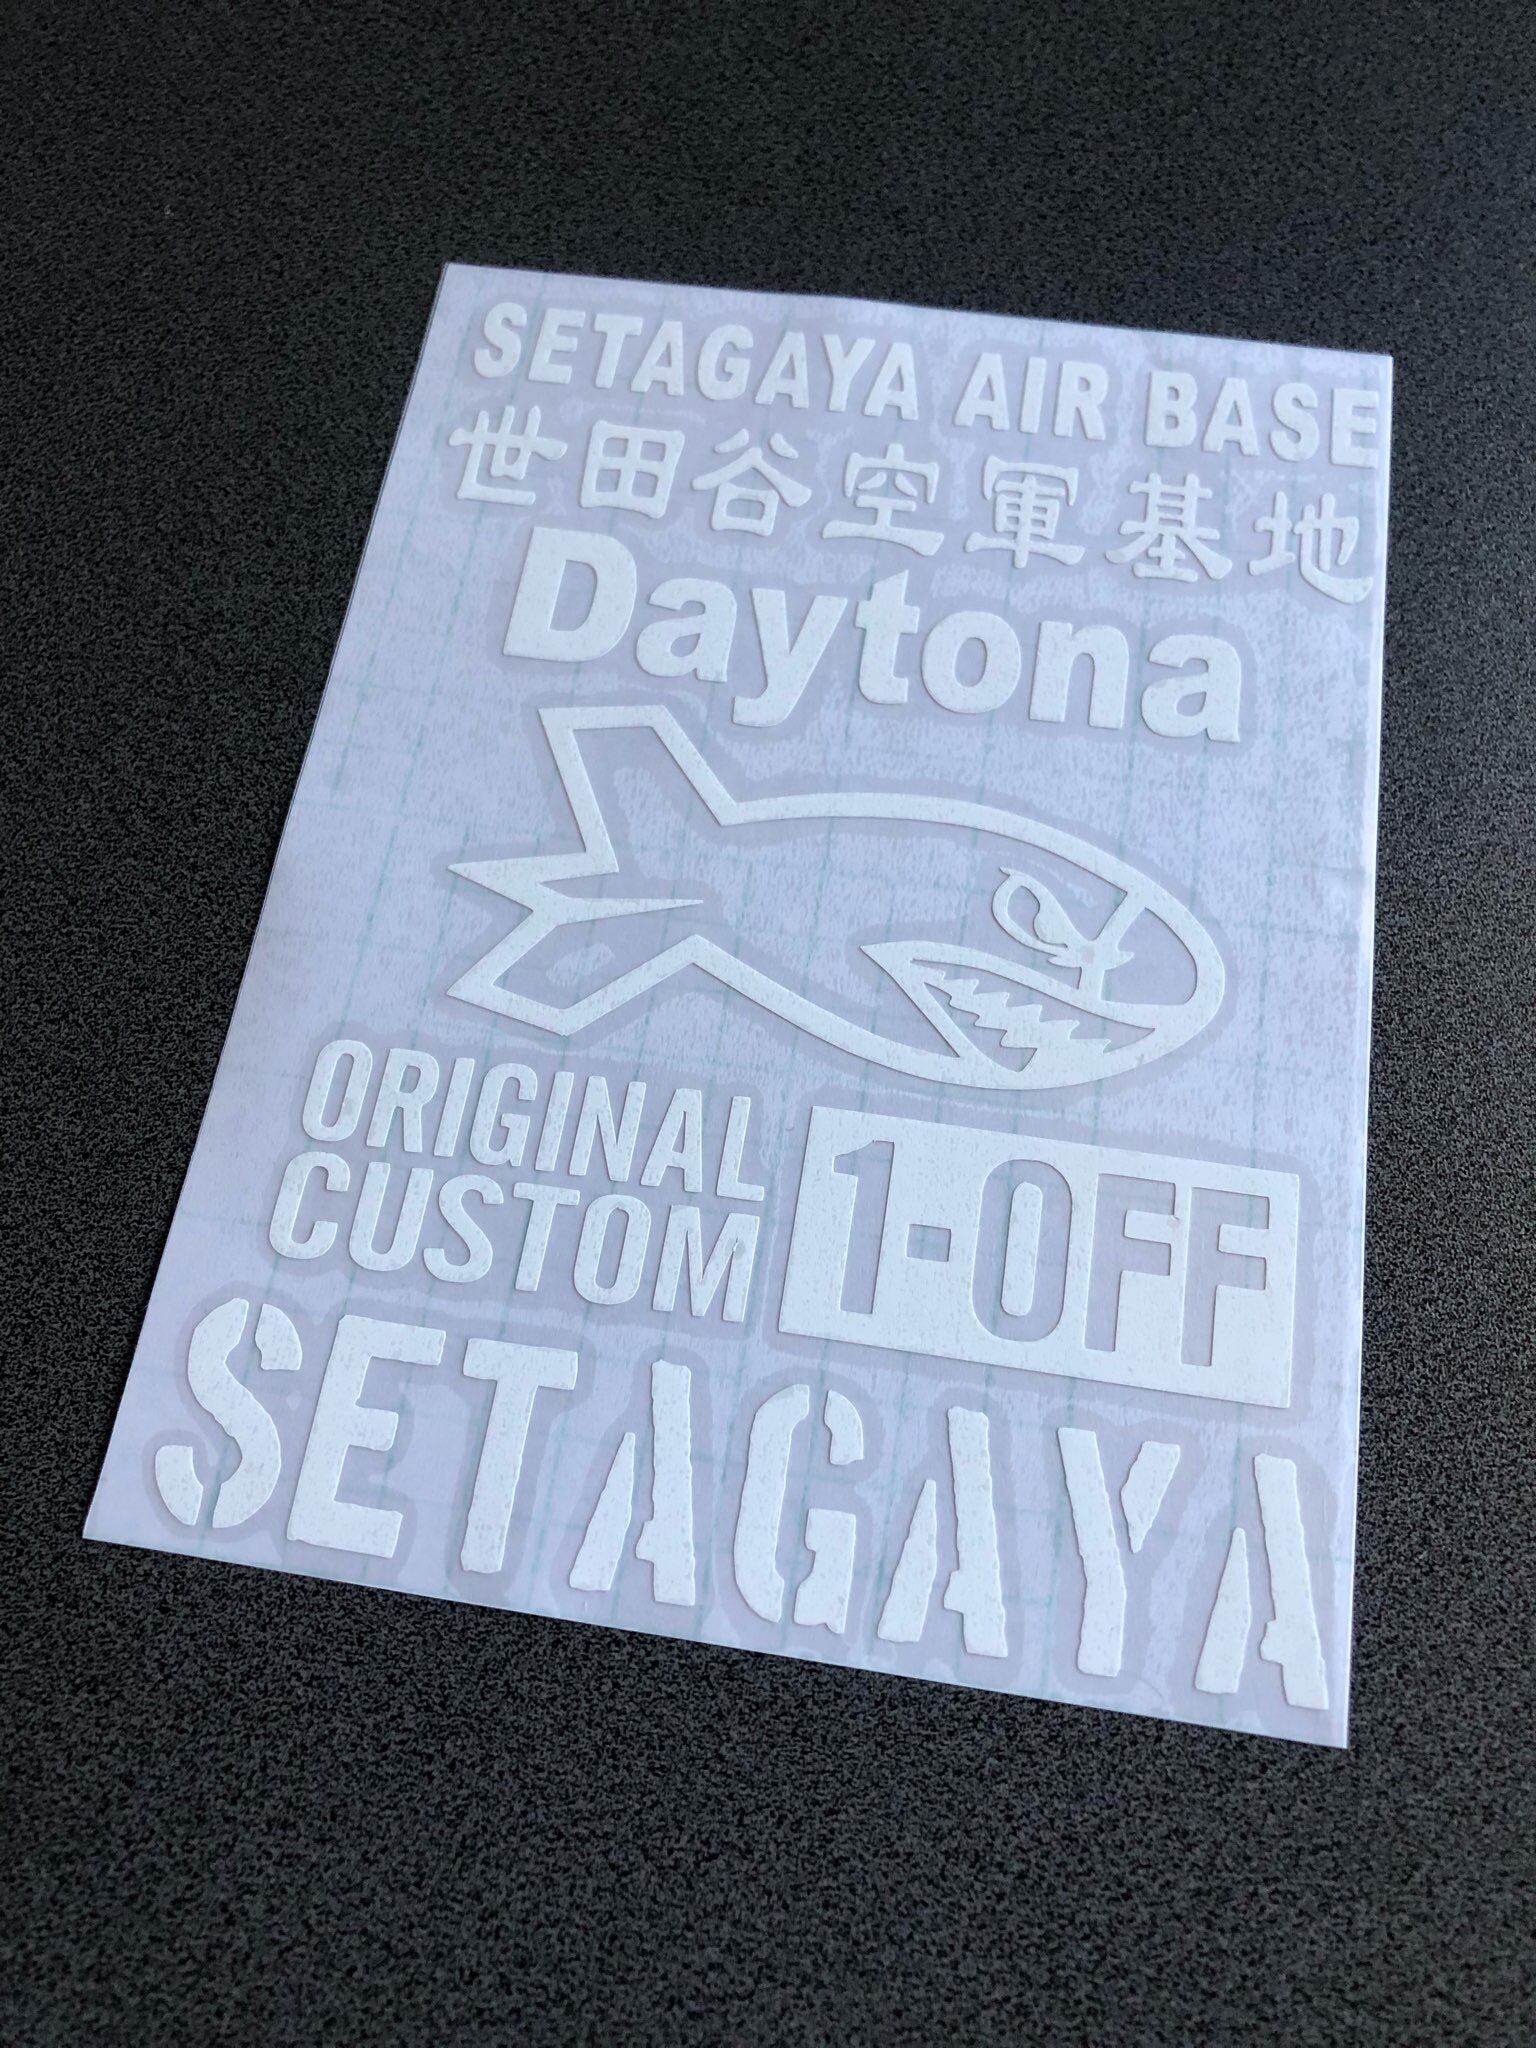 SETAGAYA AIR BASE
世田谷空軍基地
Daytona
ORIGINAL
CUSTOM
1-OFF
SETAGAYA